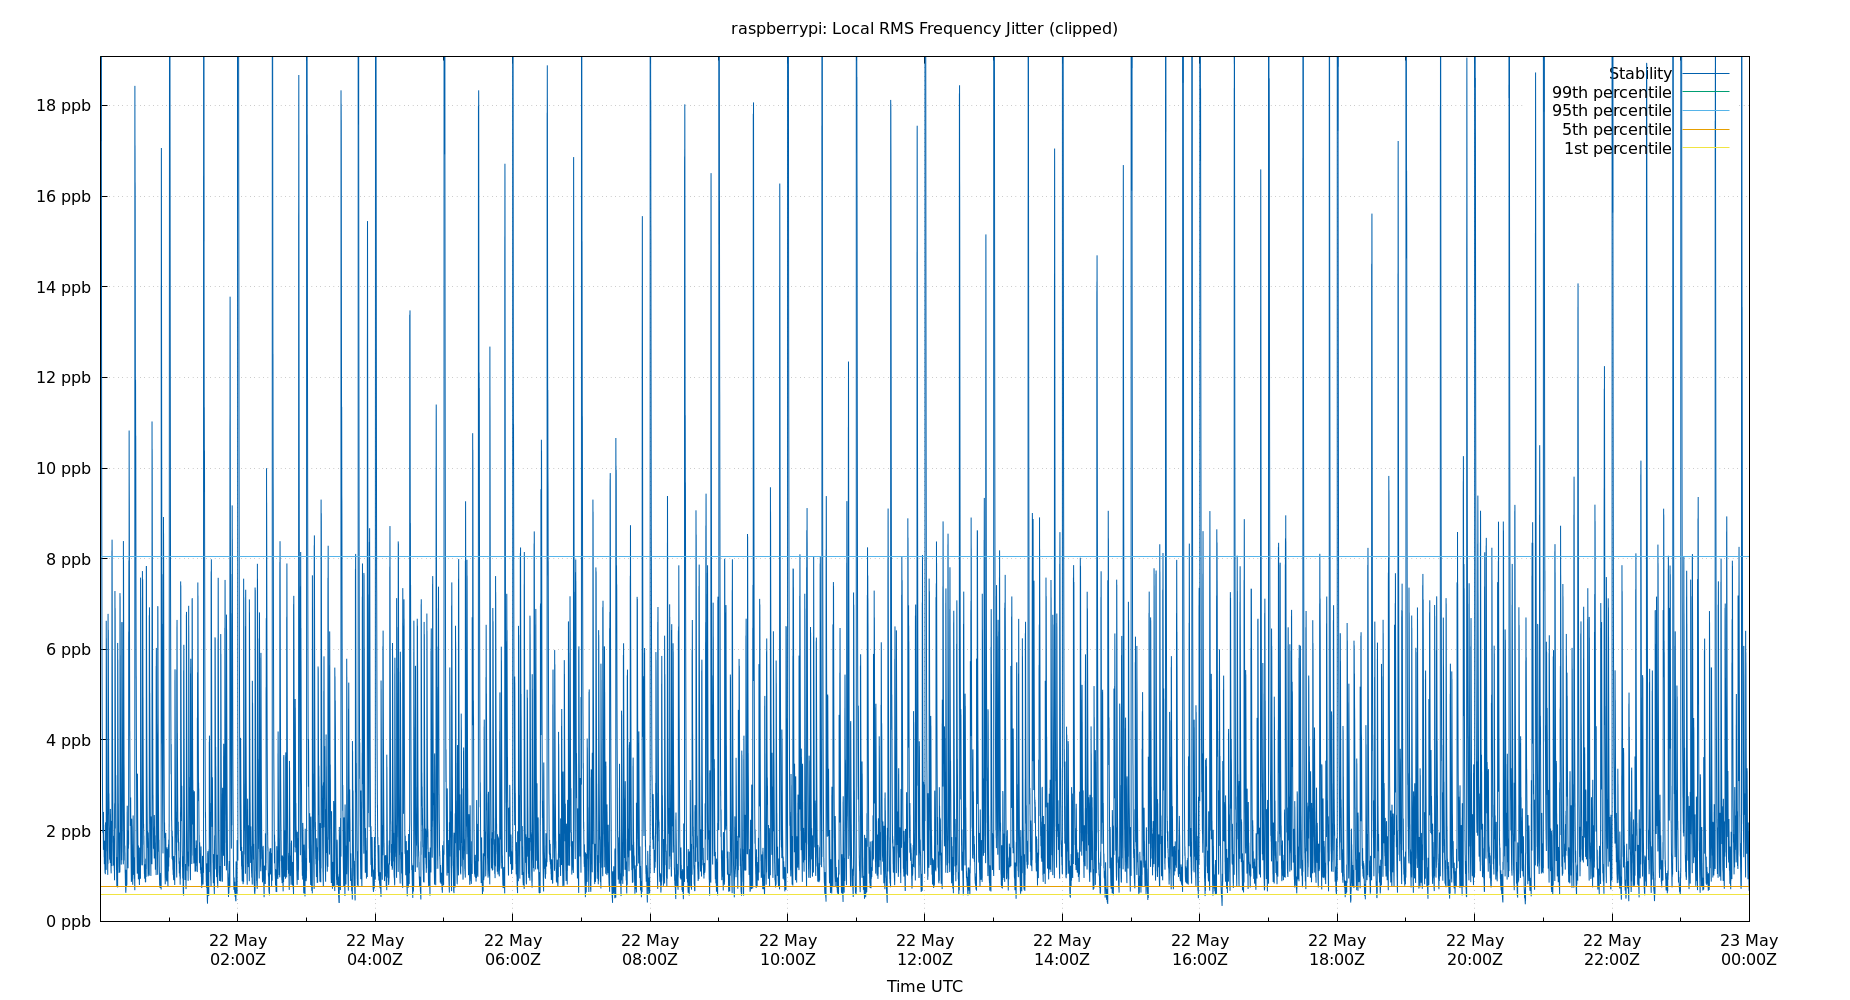 raspberrypi: Local RMS Frequency Jitter (clipped)
Stability
99th percentile
95th percentile
5th percentile
1st percentile
18 ppb
16 ppb
14 ppb
12 ppb
10 ppb
8 ppb
6 ppb
4 ppb
2 ppb
0 ppb
22 May 22 May 22 May 22 May 22 May 22 May 22 May 22 May 22 May 22 May 22 May 23 May
02:00Z 04:00Z 06:00Z 08:00Z 10:00Z 12:00Z 14:00Z 16:00Z 18:00Z 20:00Z 22:00Z 00:00Z
Time UTC